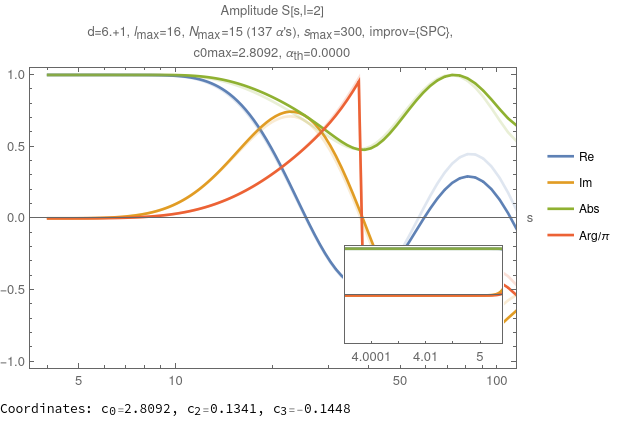 Amplitude S[s,l=2]
d=6.+1, lmax=16, Nmax=15 (137 α's), smax=300, improv={SPC},
c0max=2.8092, αth=0.0000
1.0
0.5
0.0
-0.5
-1.0
s
Re
Im
Abs
Arg/π
4.0001 4.01 5
5 10 50 100
Coordinates: c0=2.8092, c2=0.1341, c3=-0.1448